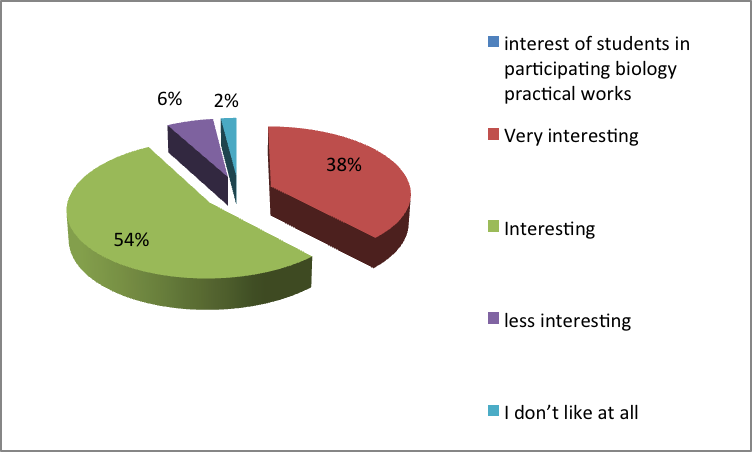 6%
2%
38%
54%
interest of students in
participating biology
practical works
Very interesting
Interesting
less interesting
I don’t like at all